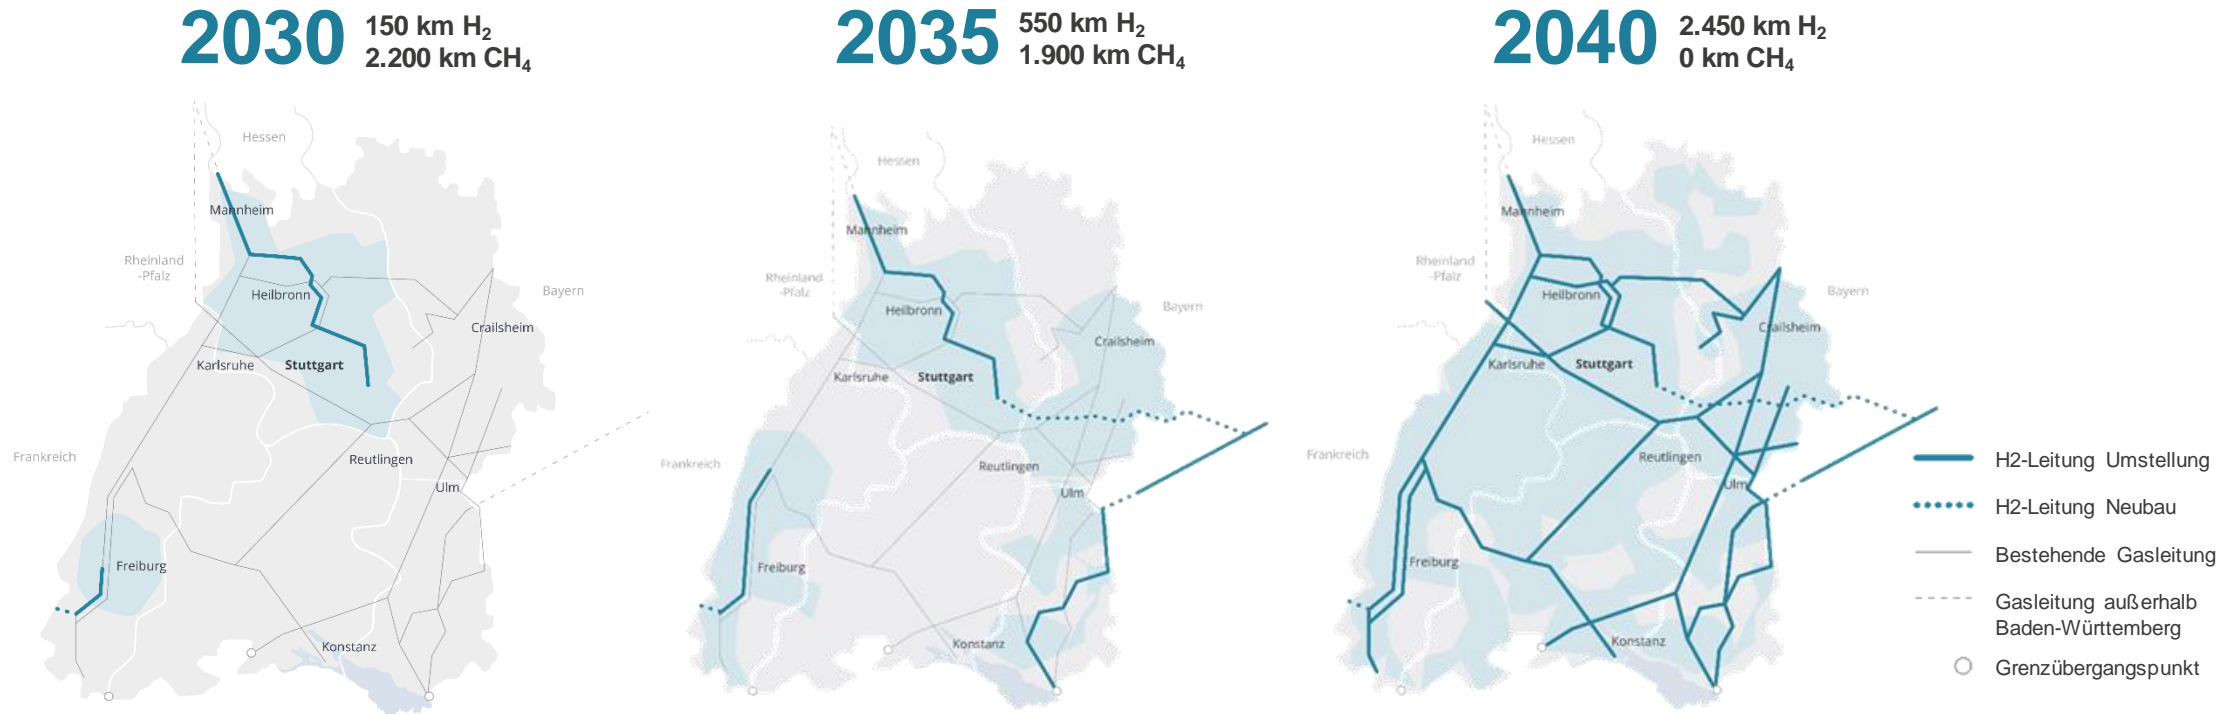 2030
150 km H₂
2.200 km CH₄
Hessen
Mannheim
Rheinland
-Pfalz
Heilbronn
Bayern
Crailsheim
Karlsruhe
Stuttgart
Frankreich
Reutlingen
Ulm
Freiburg
Konstanz
2035
550 km H₂
1.900 km CH₄
Hessen
Mannheim
Rheinland
-Pfalz
Heilbronn
Bayern
Crailsheim
Karlsruhe
Stuttgart
Frankreich
Reutlingen
Ulm
Freiburg
Konstanz
2040
2.450 km H₂
0 km CH₄
Hessen
Mannheim
Rheinland
-Pfalz
Heilbronn
Bayern
Crailsheim
Karlsruhe
Stuttgart
Frankreich
Reutlingen
Ulm
Freiburg
Konstanz
H2-Leitung Umstellung
H2-Leitung Neubau
Bestehende Gasleitung
Gasleitung außerhalb
Baden-Württemberg
Grenzübergangspunkt